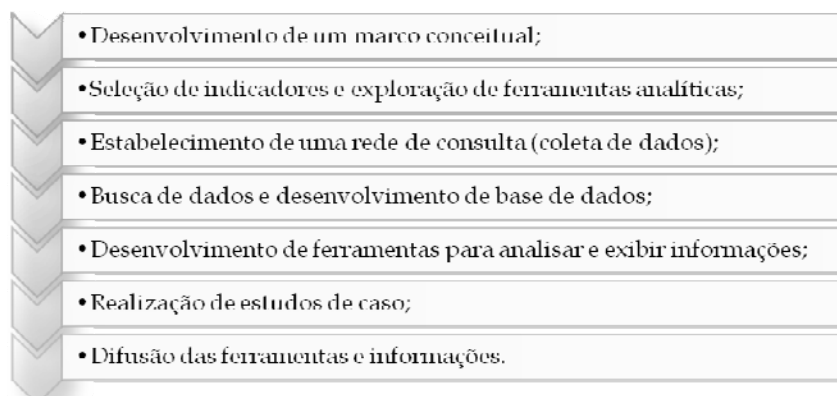 •Desenvolvimento de um marco conceitual;
•Seleção de indicadores e exploração de ferramentas analíticas;
•Estabelecimento de uma rede de consulta (coleta de dados);
•Busca de dados e desenvolvimento de base de dados;
•Desenvolvimento de ferramentas para analisar e exibir informações;
•Realização de estudos de caso;
•Difusão das ferramentas e informações.